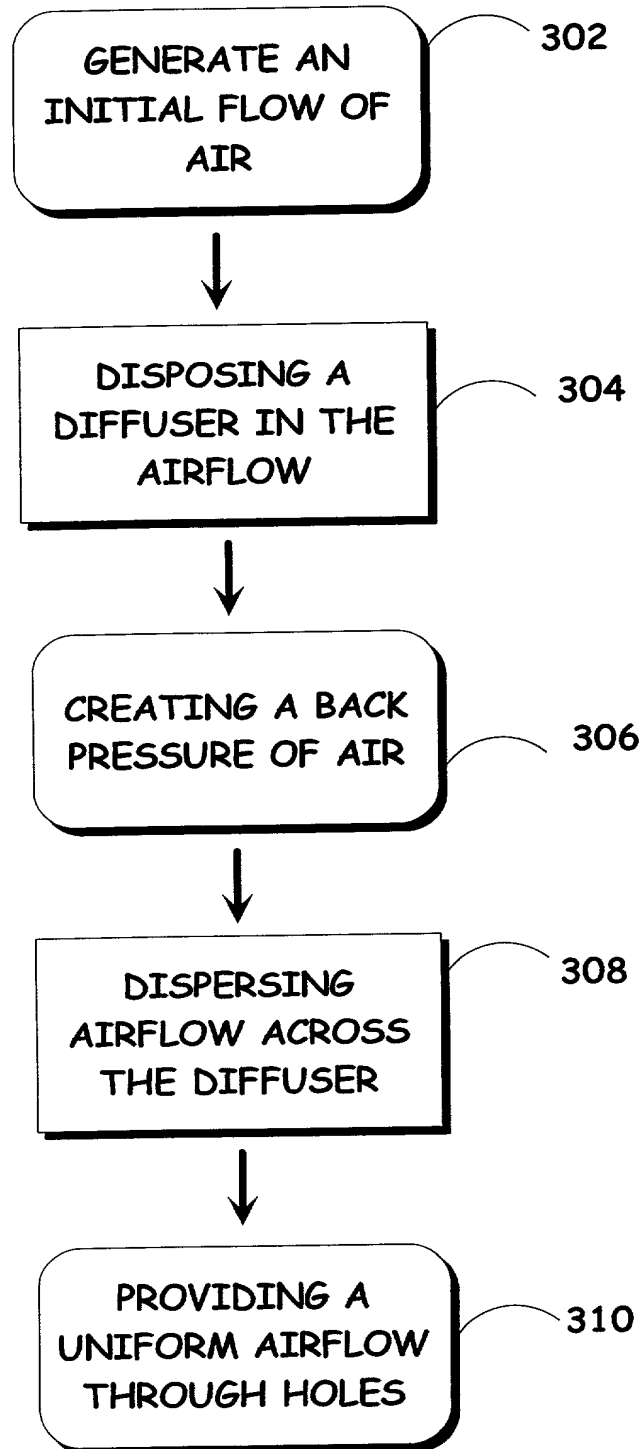 GENERATE AN
INITIAL FLOW OF
AIR
302
DISPOSING A
DIFFUSER IN THE
AIRFLOW
304
CREATING A BACK
PRESSURE OF AIR
306
DISPERSING
AIRFLOW ACROSS
THE DIFFUSER
308
PROVIDING A
UNIFORM AIRFLOW
THROUGH HOLES
310